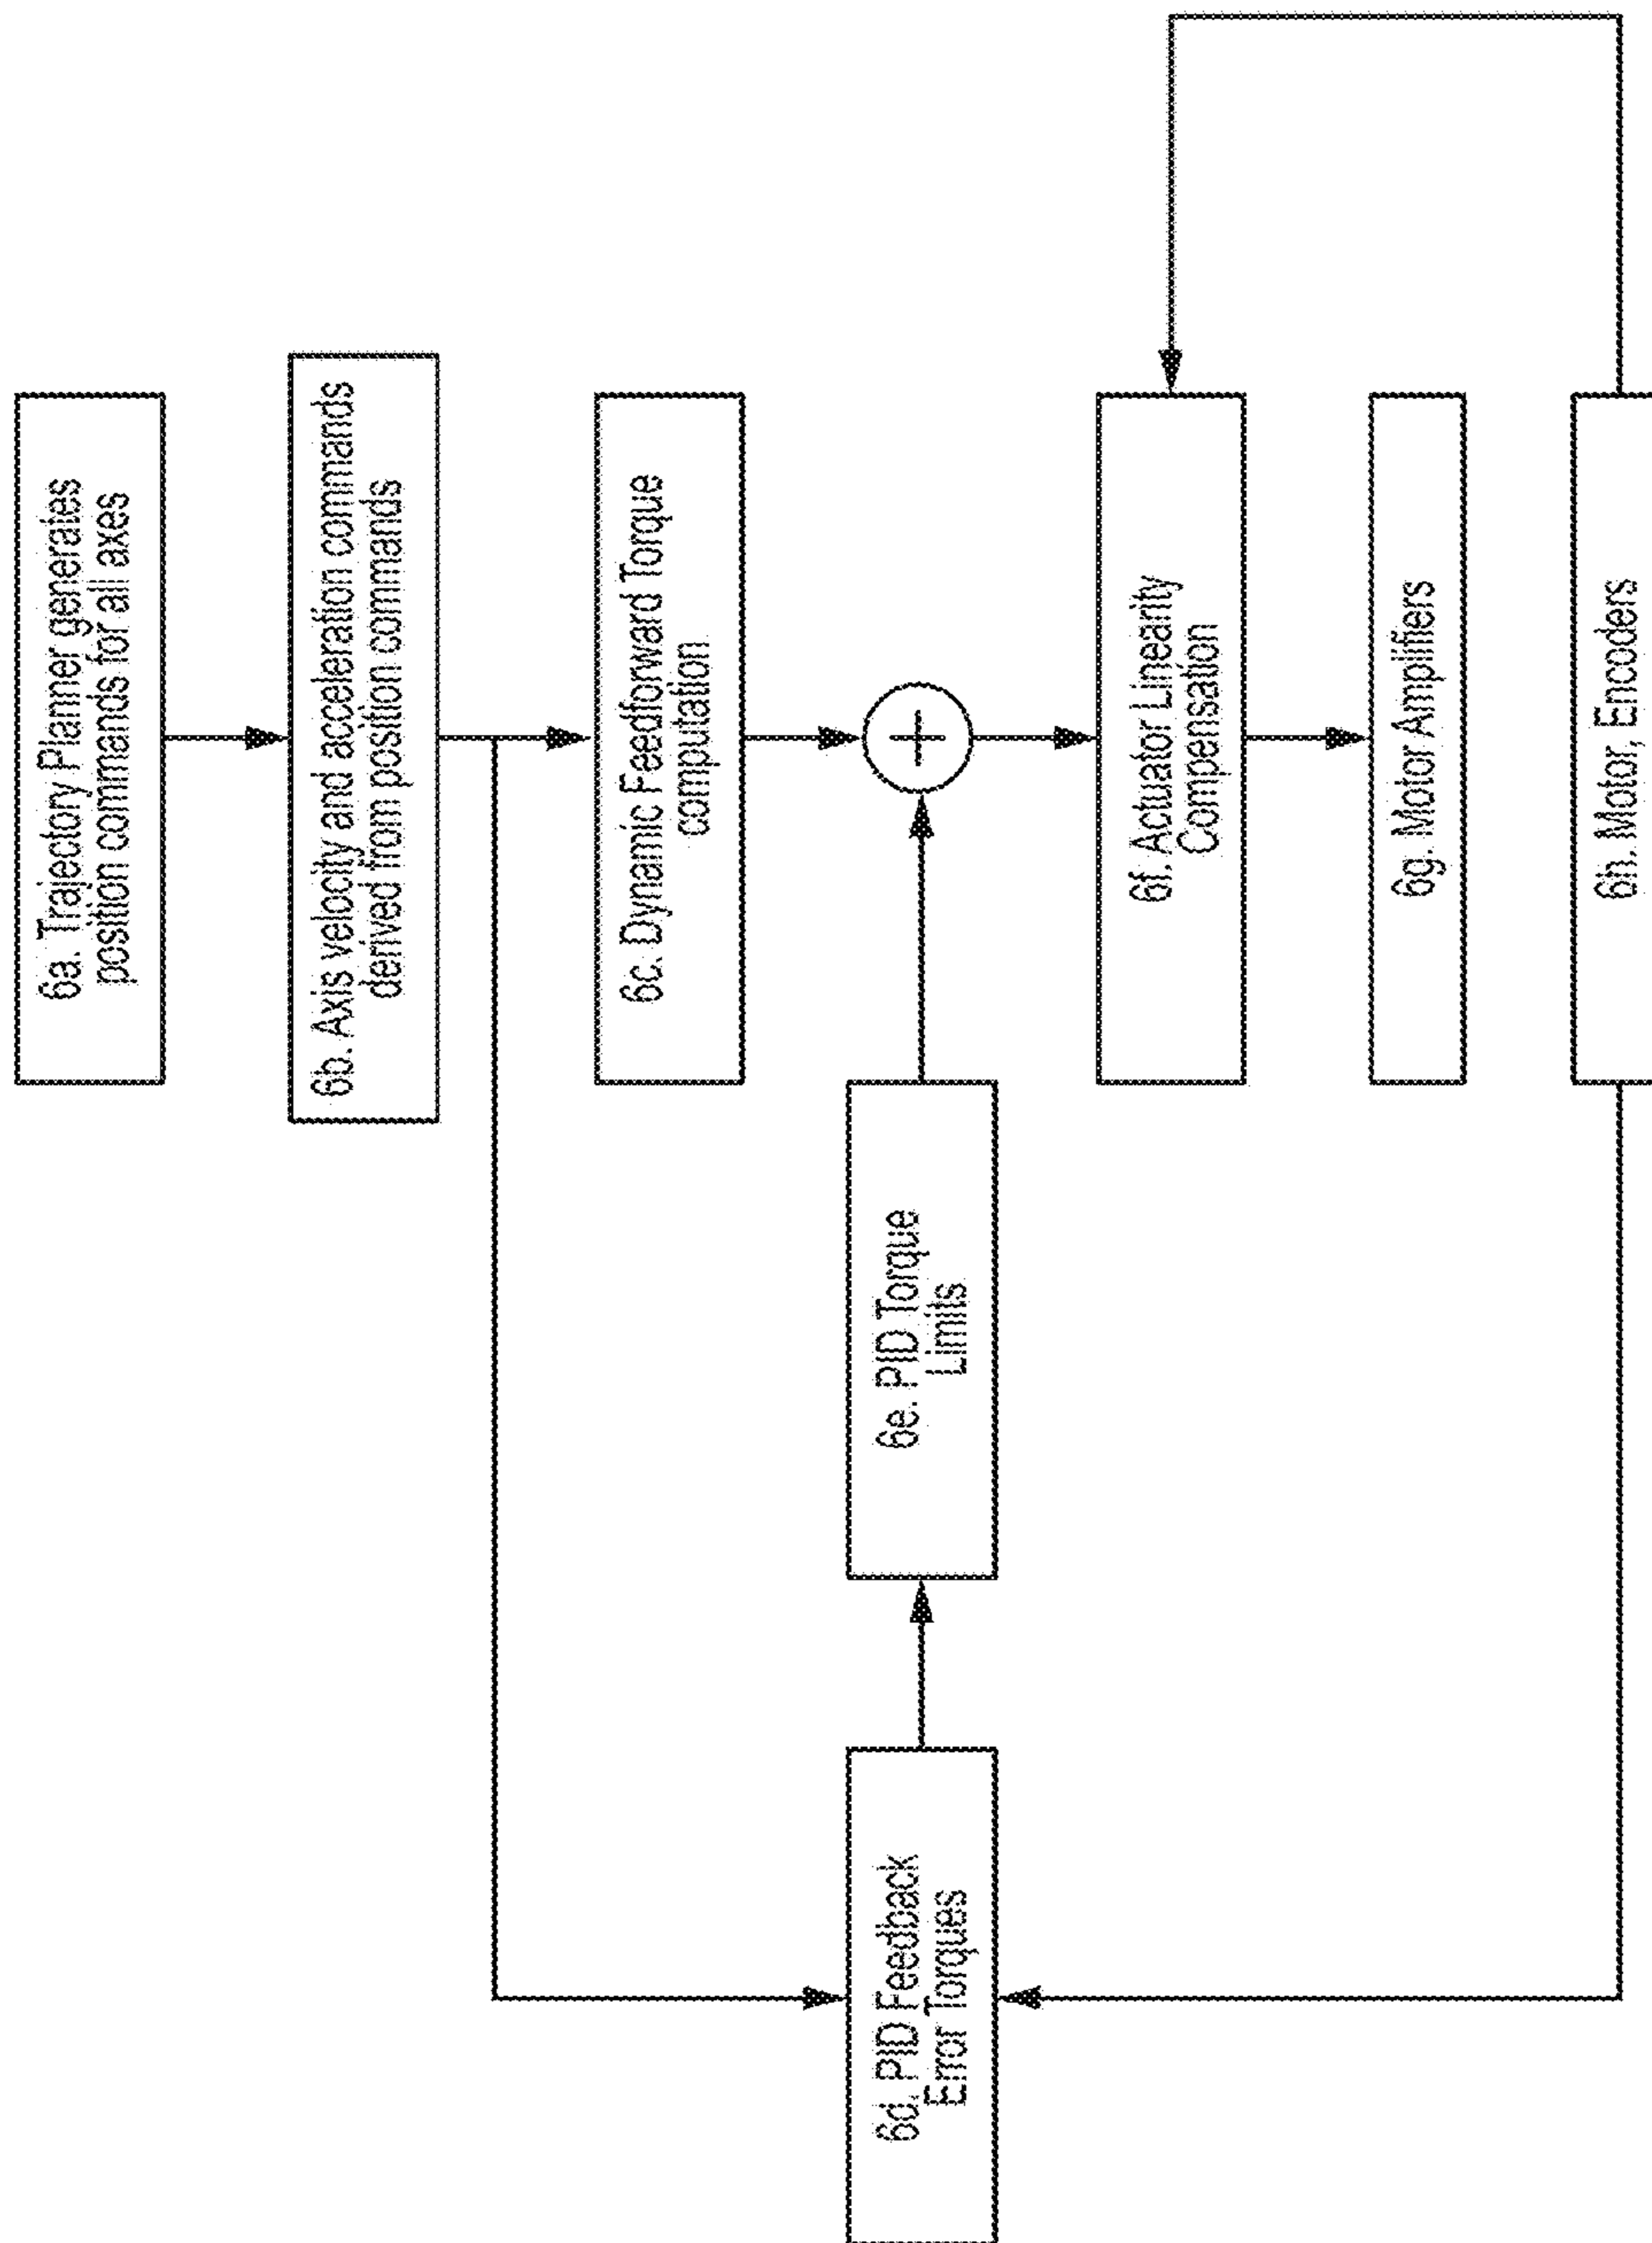 6a. Trajectory Planner generates
position commands for all axes
6b. Axis velocity and acceleration commands
derived from position commands
6c. Dynamic Feedforward Torque
computation
+
6d. PID Feedback
Error Torques
6e. PID Torque
Limits
6f. Actuator Linearity
Compensation
6g. Motor Amplifiers
6h. Motor, Encoders